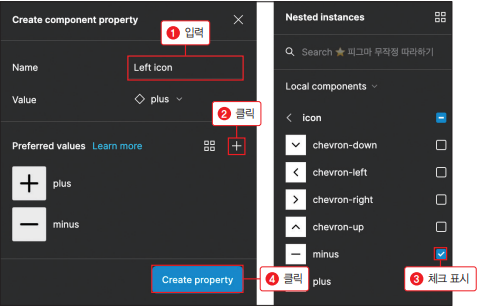 Create component property
1 입력
Name
Left icon
Value
plus
2 클릭
Preferred values Learn more
plus
minus
Create property
4 클릭
Nested instances
Search ★ 피그마 무작정 따라하기
Local components
icon
chevron-down
chevron-left
chevron-right
chevron-up
minus
3 체크 표시
plus